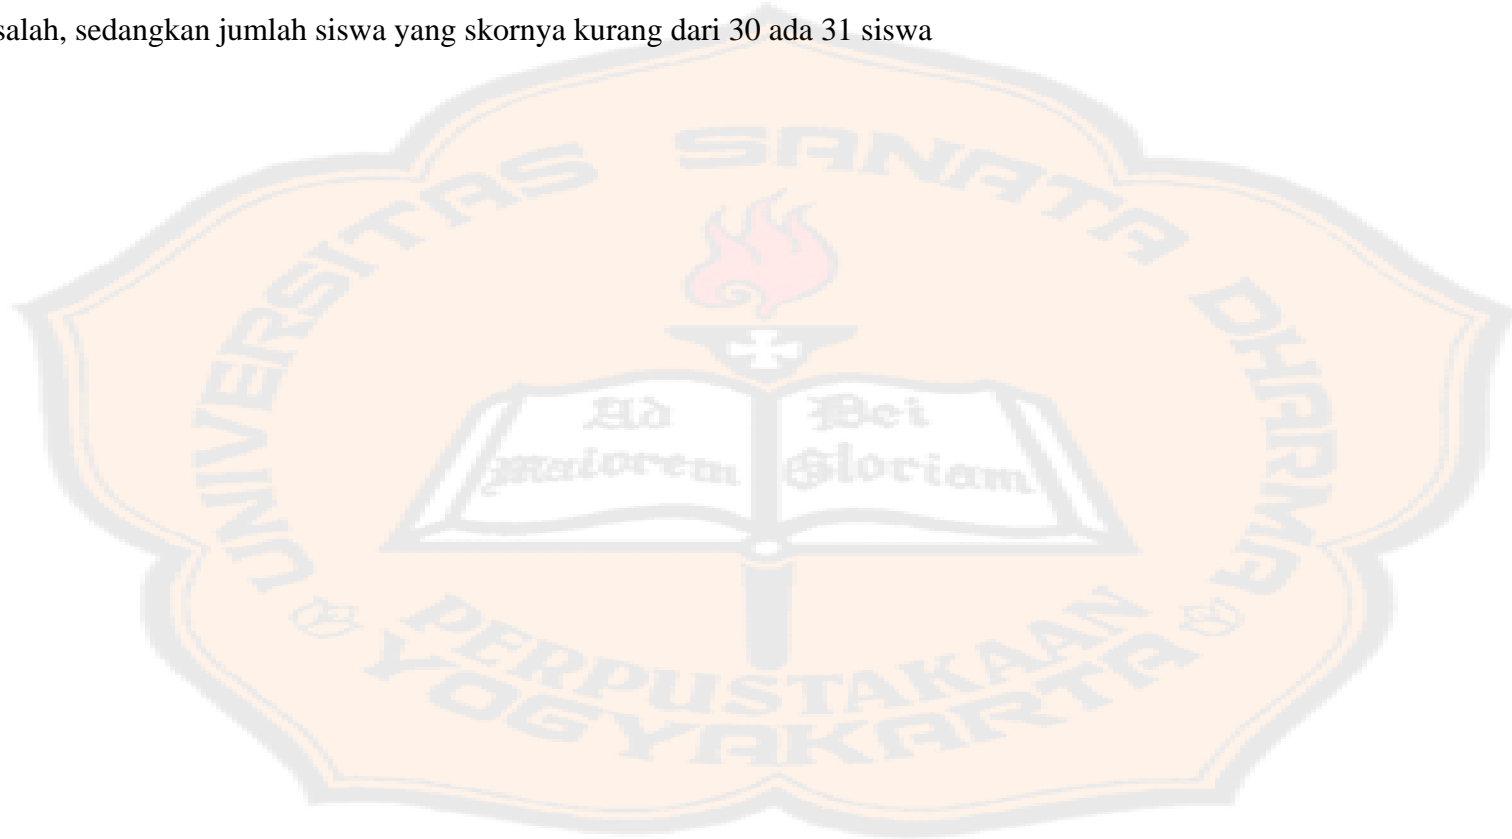 salah, sedangkan jumlah siswa yang skornya kurang dari 30 ada 31 siswa
UNIVERSITAS SANATA DHARMA
Ad
Maiorem
Dei
Gloriam
PERPUSTAKAAN
YOGYAKARTA